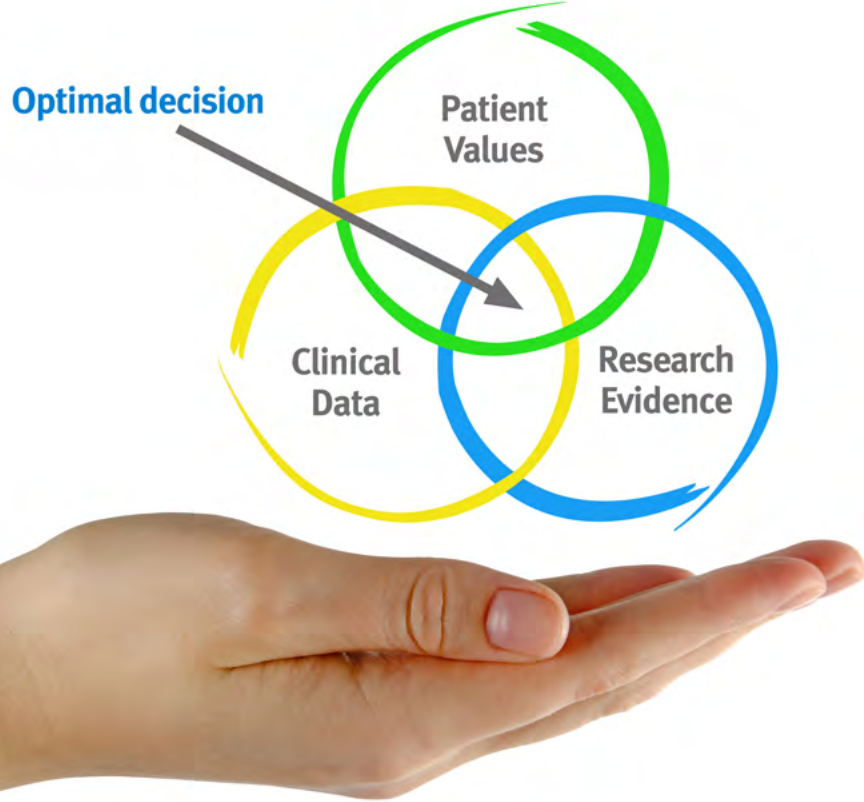 Optimal decision
Patient
Values
Clinical
Data
Research
Evidence